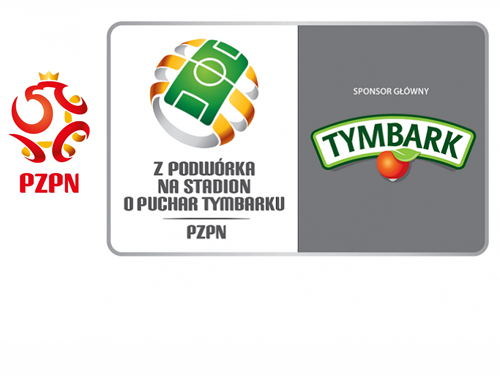 PZPN
Z PODWÓRKA
NA STADION
O PUCHAR TYMBARKU
PZPN
SPONSOR GŁÓWNY
TYMBARK